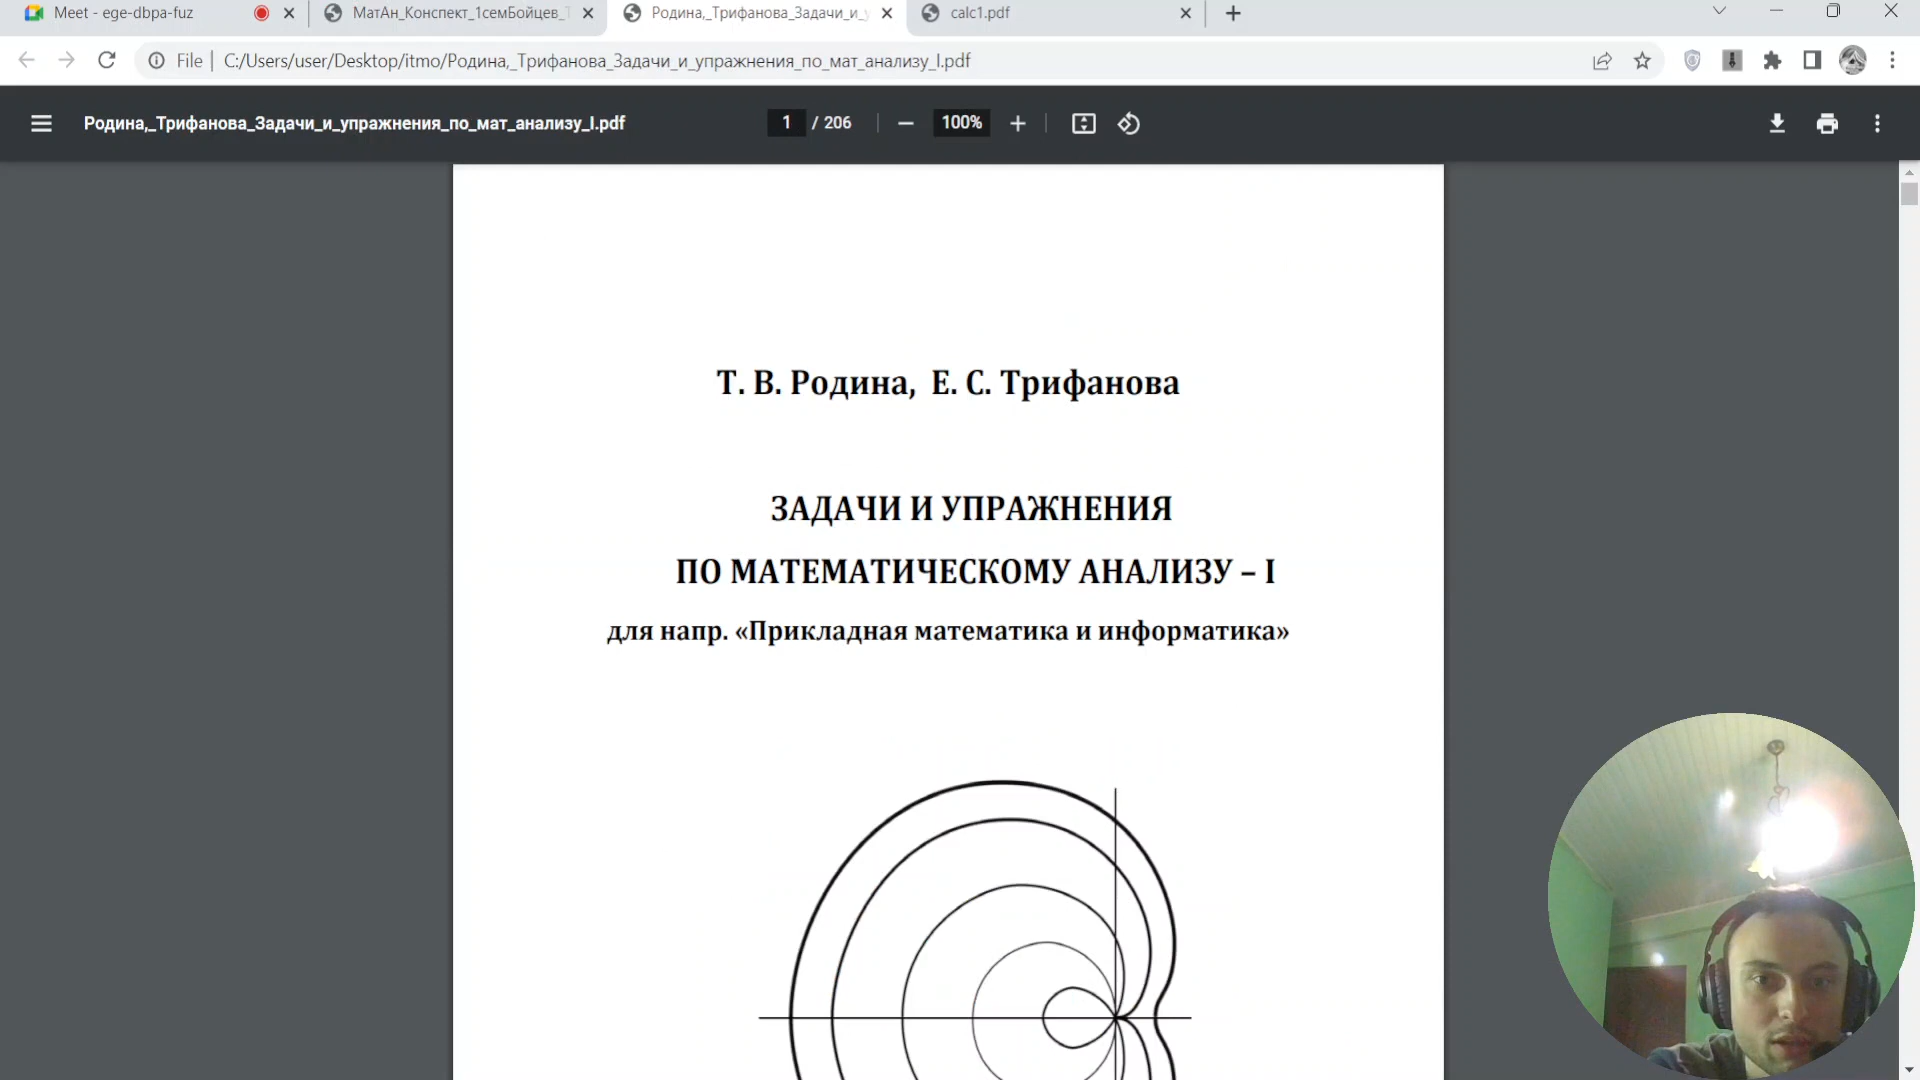 Meet - ege-dbpa-fuz
МатАн_Конспект_1семБойцев_
Родина,_Трифанова_Задачи_и_
calc1.pdf
File | C:/Users/user/Desktop/itmo/Родина,_Трифанова_Задачи_и_упражнения_по_мат_анализу_I.pdf
Родина,_Трифанова_Задачи_и_упражнения_по_мат_анализу_I.pdf
1 / 206
100%
Т. В. Родина, Е. С. Трифанова
ЗАДАЧИ И УПРАЖНЕНИЯ
ПО МАТЕМАТИЧЕСКОМУ АНАЛИЗУ – I
для напр. «Прикладная математика и информатика»